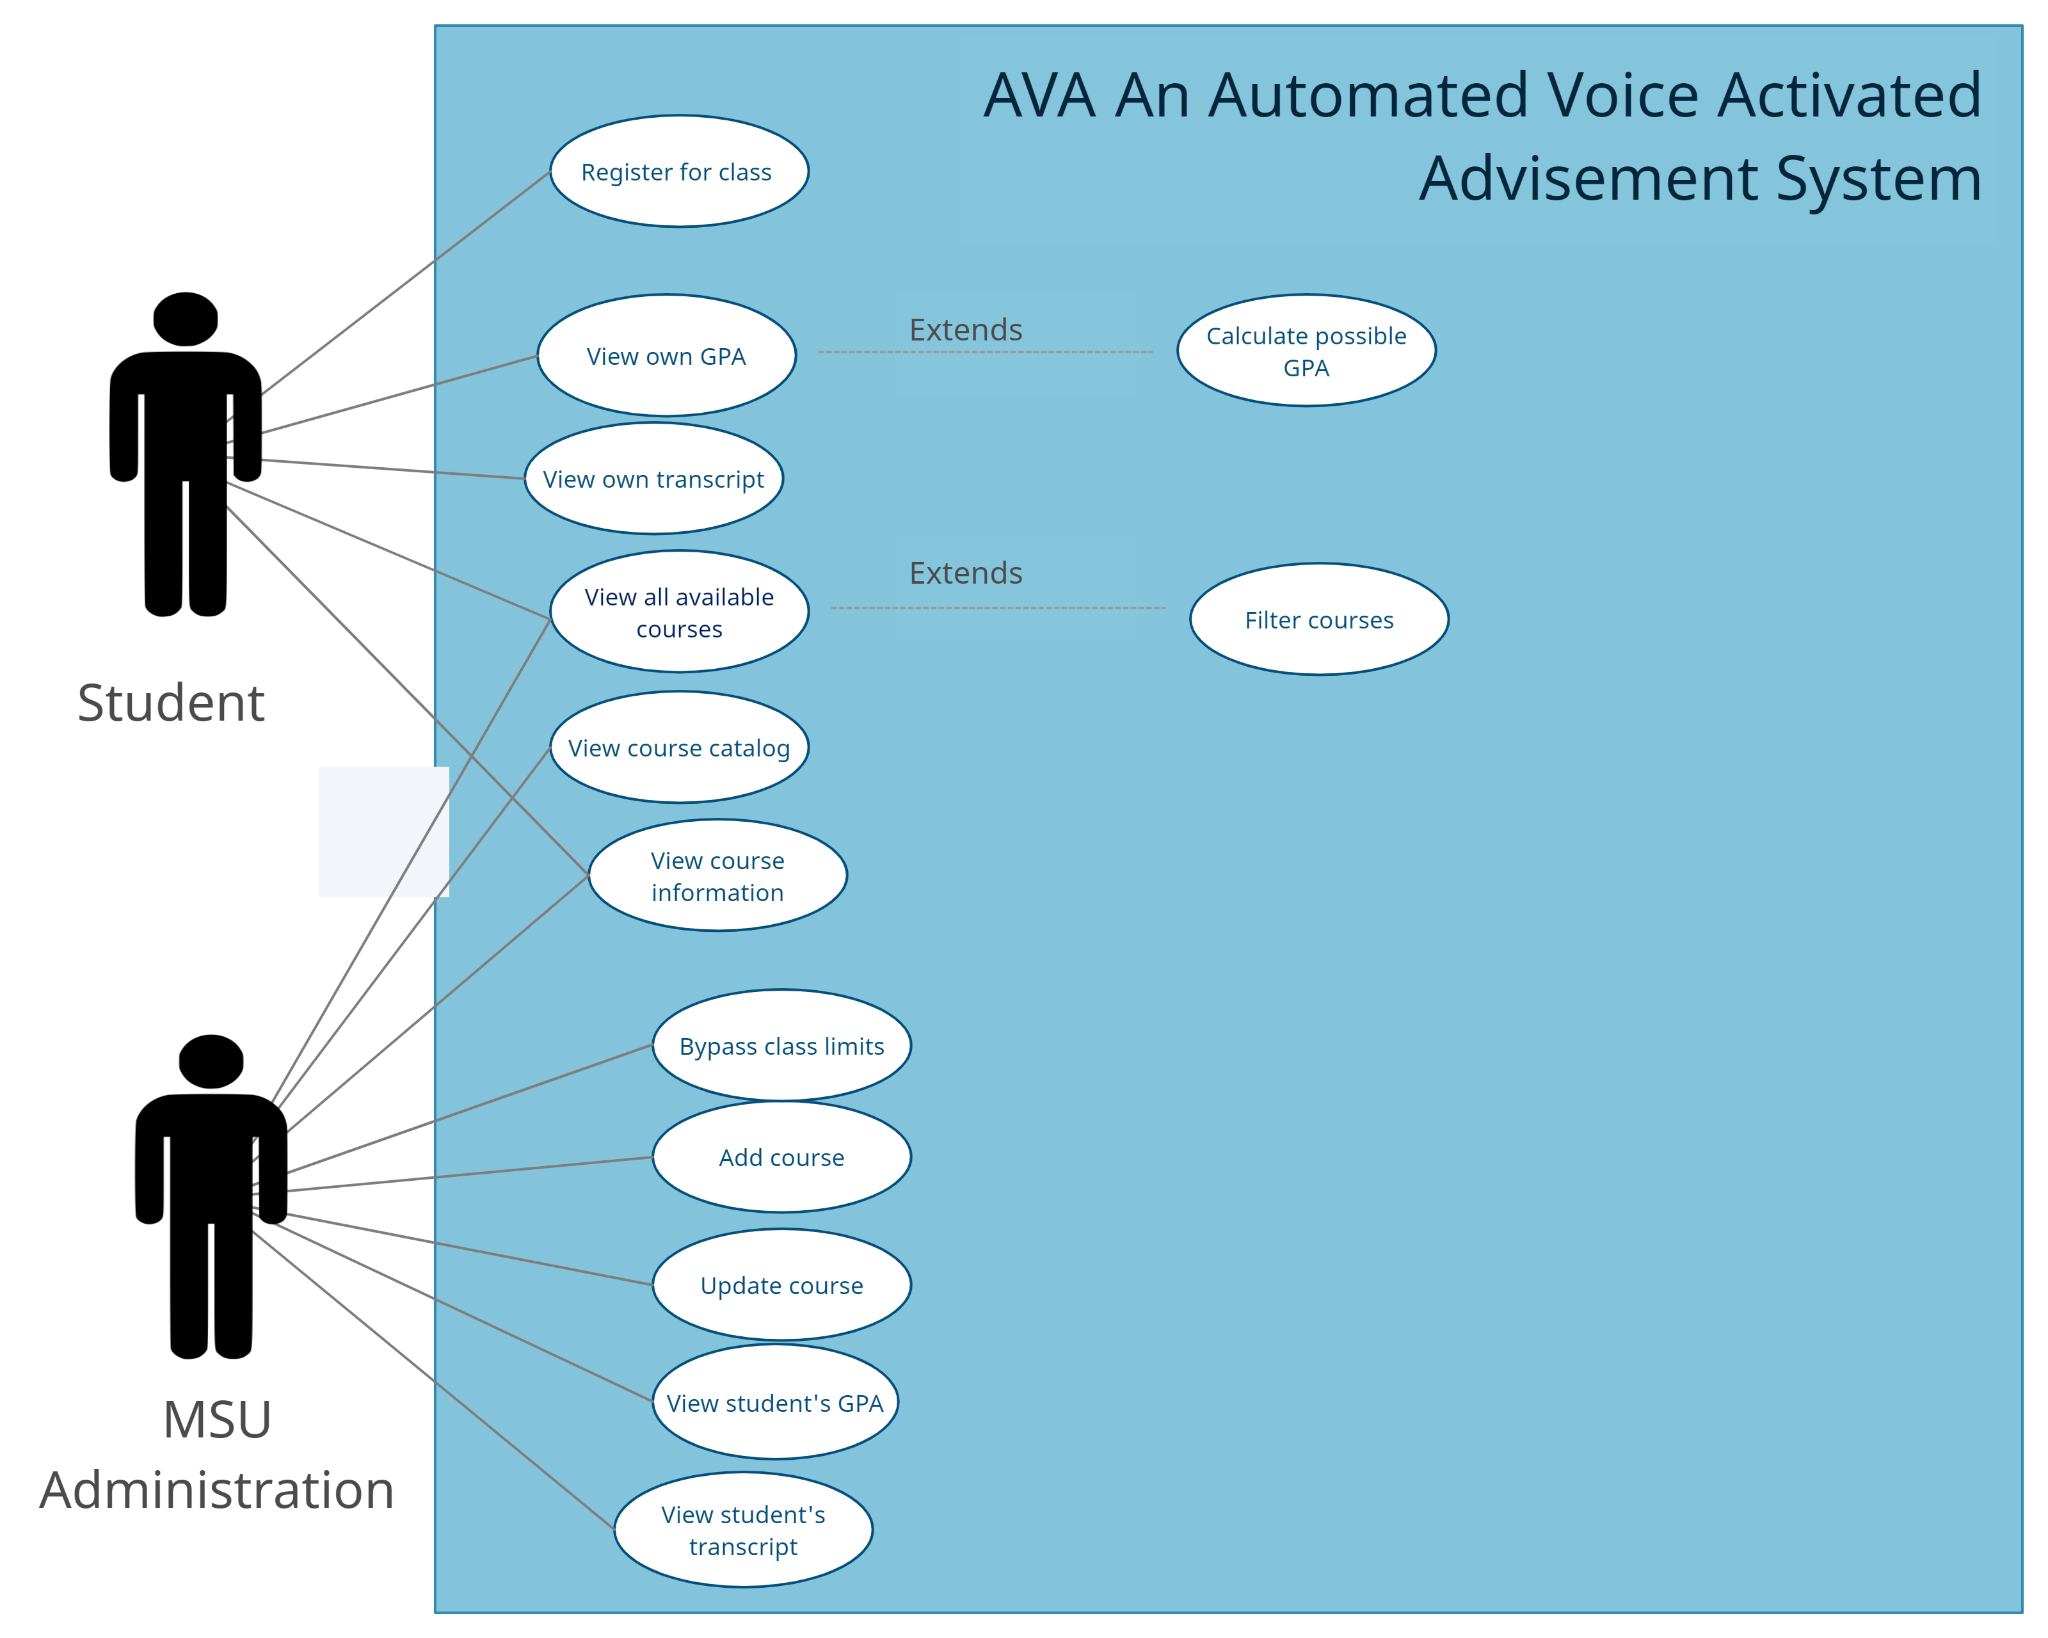 AVA An Automated Voice Activated
Advisement System
Register for class
View own GPA
Extends
Calculate possible
GPA
View own transcript
View all available
courses
Extends
Filter courses
Student
View course catalog
View course
information
Bypass class limits
Add course
Update course
View student's GPA
MSU
Administration
View student's
transcript